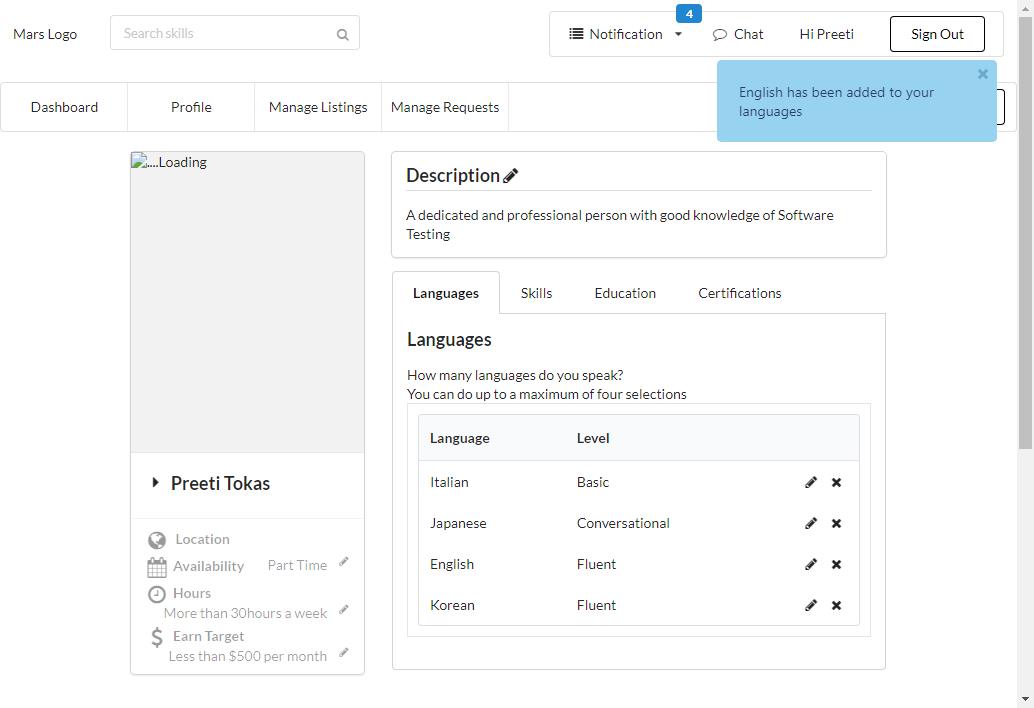 Mars Logo
Search skills
4
Notification
Chat
Hi Preeti
Sign Out
Dashboard
Profile
Manage Listings
Manage Requests
English has been added to your
languages
....Loading
Description
A dedicated and professional person with good knowledge of Software
Testing
Languages
Skills
Education
Certifications
Languages
How many languages do you speak?
You can do up to a maximum of four selections
Language Level
Italian Basic
Japanese Conversational
English Fluent
Korean Fluent
Preeti Tokas
Location
Availability Part Time
Hours
More than 30hours a week
Earn Target
Less than $500 per month